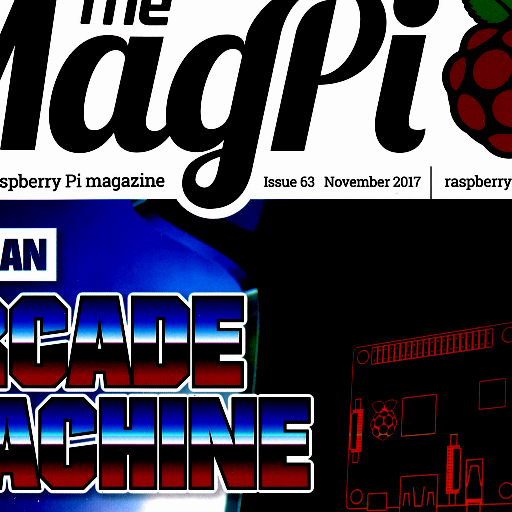 The
MagPi
spberry Pi magazine Issue 63 November 2017 raspberry
AN
RCADE
ACHINE